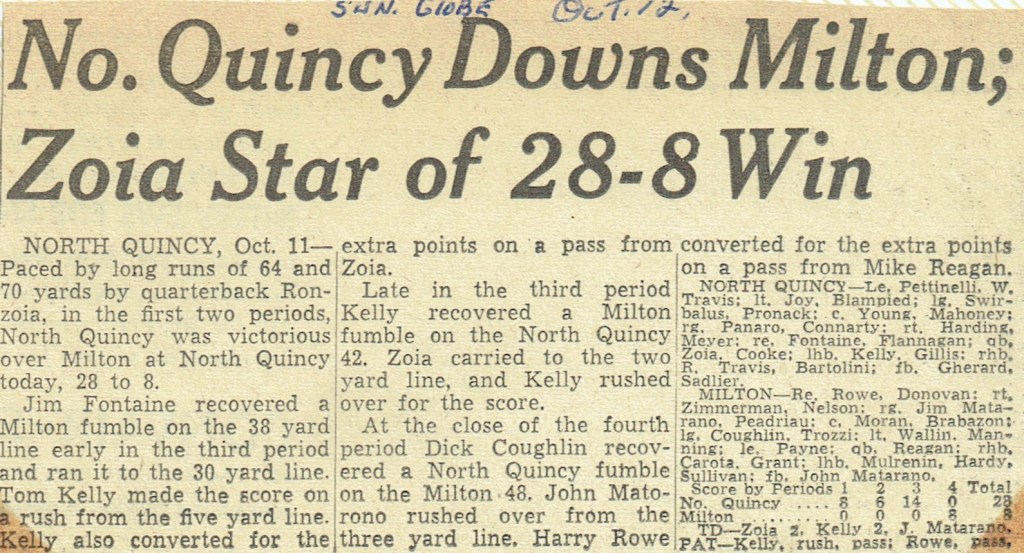 SUN. GLOBE OCT. 12,
No. Quincy Downs Milton;
Zoia Star of 28-8 Win
NORTH QUINCY, Oct. 11—
Paced by long runs of 64 and
70 yards by quarterback Ron-
zoia, in the first two periods,
North Quincy was victorious
over Milton at North Quincy
today, 28 to 8.
Jim Fontaine recovered a
Milton fumble on the 38 yard
line early in the third period
and ran it to the 30 yard line.
Tom Kelly made the score on
a rush from the five yard line.
Kelly also converted for the
extra points on a pass from
Zoia.
Late in the third period
Kelly recovered a Milton
fumble on the North Quincy
42. Zoia carried to the two
yard line, and Kelly rushed
over for the score.
At the close of the fourth
period Dick Coughlin recov-
ered a North Quincy fumble
on the Milton 48. John Mato-
rono rushed over from the
three yard line. Harry Rowe
converted for the extra points
on a pass from Mike Reagan.
NORTH QUINCY—Le, Pettinelli, W.
Travis; lt, Joy, Blampied; lg, Swir-
balus, Pronack; c, Young, Mahoney;
rg, Panaro, Connarty; rt, Harding,
Meyer; re, Fontaine, Flannagan; qb,
Zoia, Cooke; lhb, Kelly, Gillis; rhb,
R. Travis, Bartolini; fb, Gherard,
Sadlier.
MILTON—Re, Rowe, Donovan; rt,
Zimmerman, Nelson; rg, Jim Mata-
rano, Peadriau; c, Moran, Brabazon;
lg, Coughlin, Trozzi; lt, Wallin, Man-
ning; le, Payne; qb, Reagan; rhb,
Carota, Grant; lhb, Mulrenin, Hardy,
Sullivan; fb, John Matarano.
Score by Periods 1 2 3 4 Total
No. Quincy .... 8 6 14 0 28
Milton ........ 0 0 0 8 8
TD—Zoia 2, Kelly 2, J. Matarano.
PAT—Kelly, rush, pass; Rowe, pass.